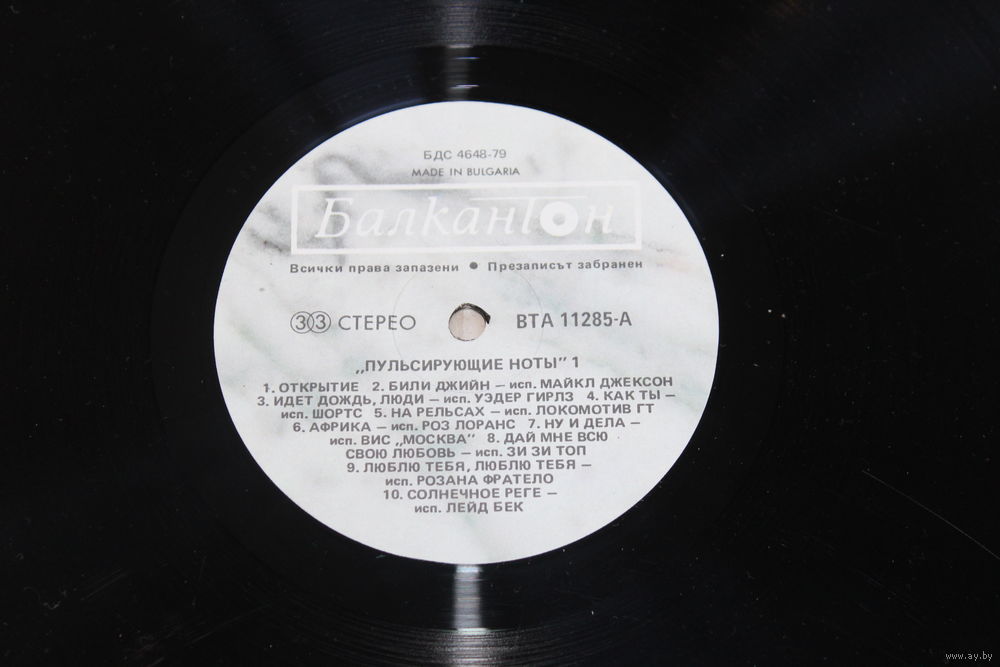 БДС 4648-79
MADE IN BULGARIA
Балкантон
Всички права запазени ● Презаписът забранен
33 СТЕРЕО ВТА 11285-А
„ПУЛЬСИРУЮЩИЕ НОТЫ” 1
1. ОТКРЫТИЕ 2. БИЛИ ДЖИЙН — исп. МАЙКЛ ДЖЕКСОН
3. ИДЕТ ДОЖДЬ, ЛЮДИ — исп. УЭДЕР ГИРЛЗ 4. КАК ТЫ —
исп. ШОРТС 5. НА РЕЛЬСАХ — исп. ЛОКОМОТИВ ГТ
6. АФРИКА — исп. РОЗ ЛОРАНС 7. НУ И ДЕЛА —
исп. ВИС „МОСКВА” 8. ДАЙ МНЕ ВСЮ
СВОЮ ЛЮБОВЬ — исп. ЗИ ЗИ ТОП
9. ЛЮБЛЮ ТЕБЯ, ЛЮБЛЮ ТЕБЯ —
исп. РОЗАНА ФРАТЕЛО
10. СОЛНЕЧНОЕ РЕГЕ —
исп. ЛЕЙД БЕК
www.ay.by